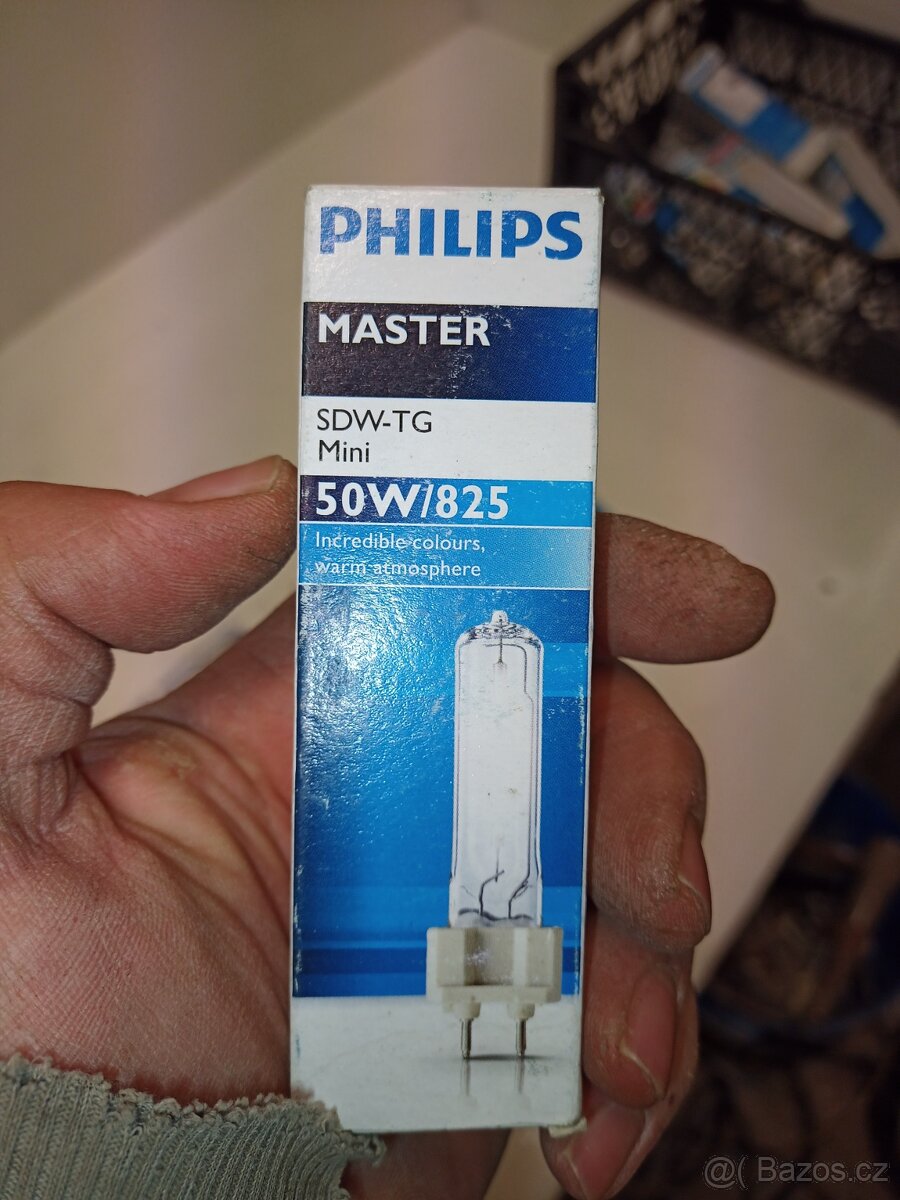 PHILIPS
MASTER
SDW-TG
Mini
50W/825
Incredible colours,
warm atmosphere
@( Bazos.cz